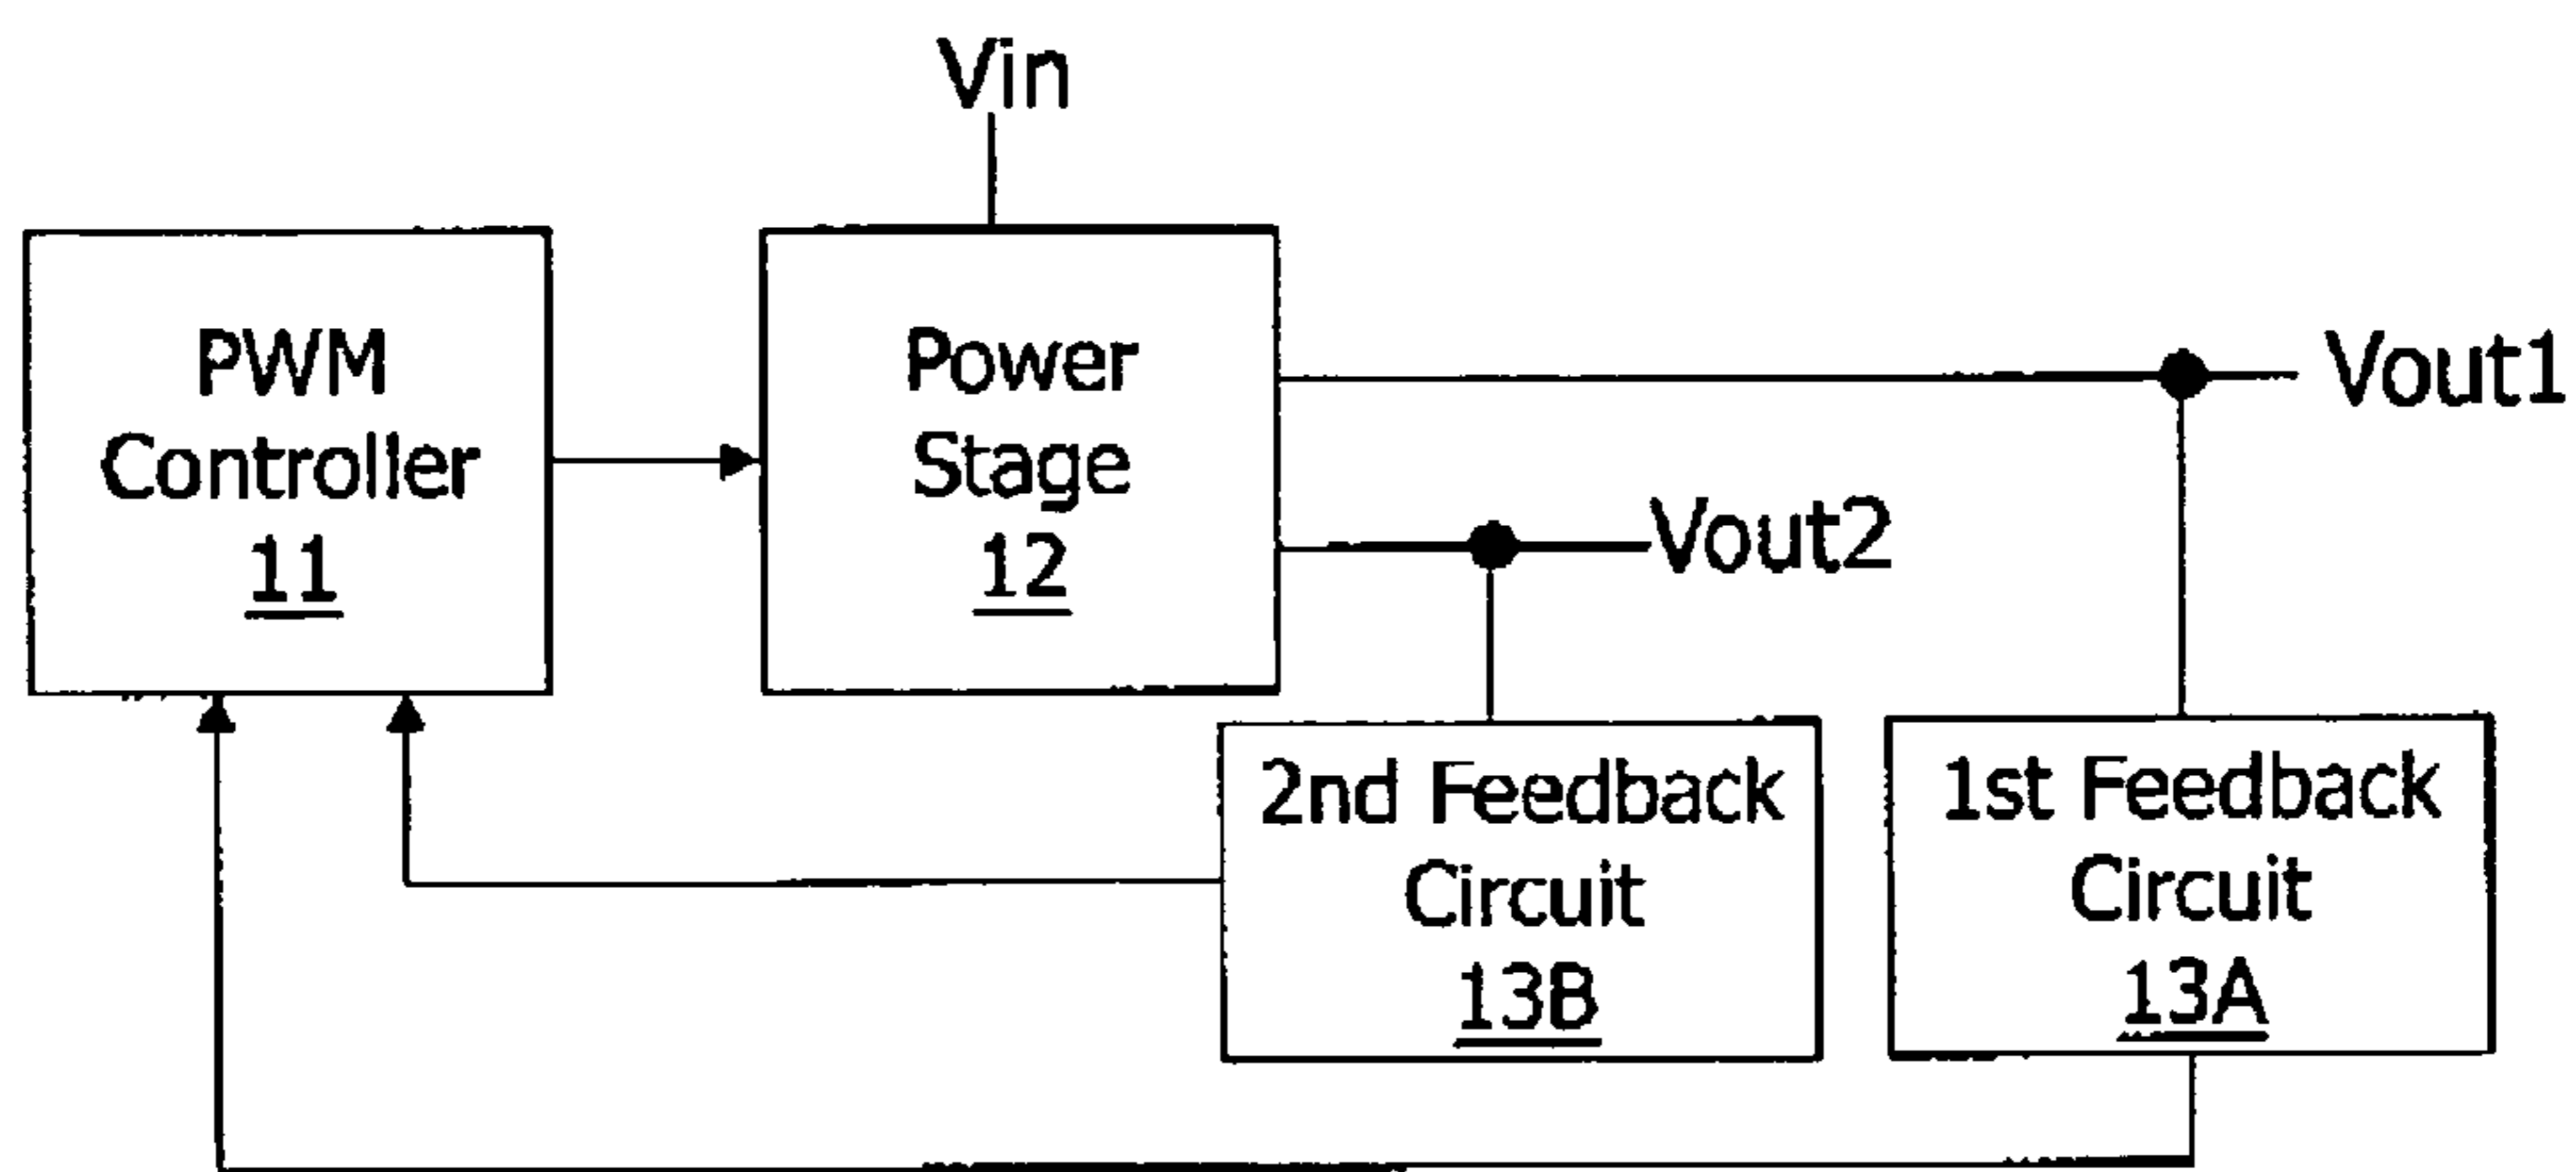 Vin
PWM
Controller
11
Power
Stage
12
Vout1
Vout2
2nd Feedback
Circuit
13B
1st Feedback
Circuit
13A